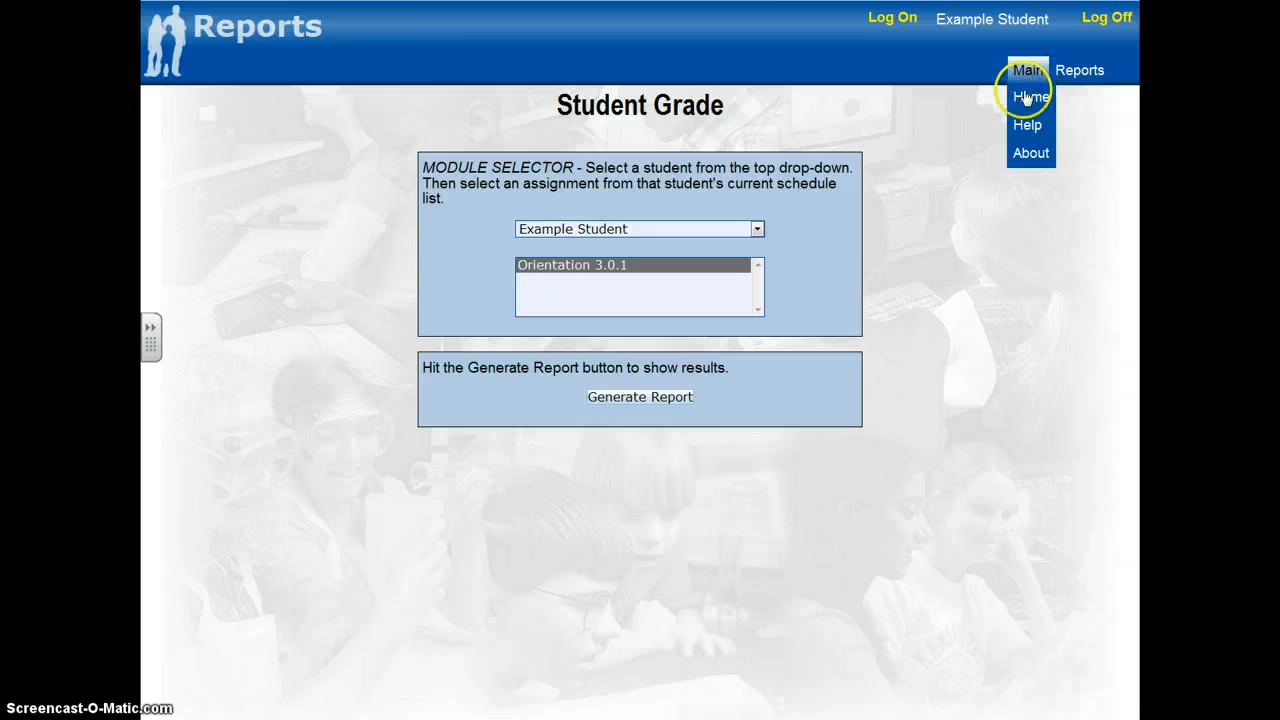 Reports
Log On Example Student Log Off
Main Reports
Home
Help
About
Student Grade
MODULE SELECTOR - Select a student from the top drop-down.
Then select an assignment from that student's current schedule
list.
Example Student
Orientation 3.0.1
Hit the Generate Report button to show results.
Generate Report
Screencast-O-Matic.com